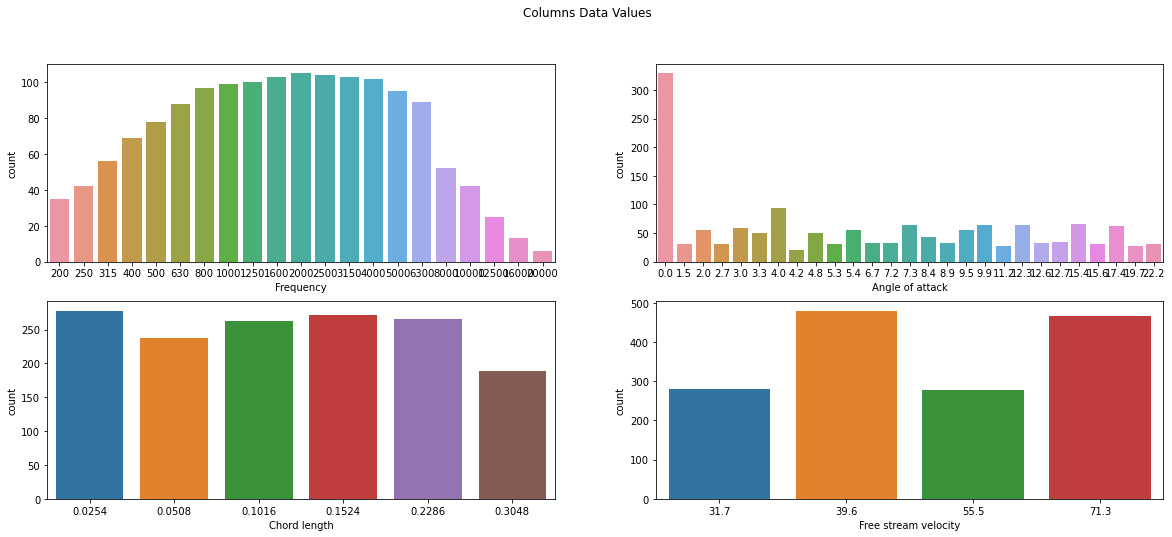 Columns Data Values
count
100
80
60
40
20
0
200 250 315 400 500 630 800 1000 1250 1600 2000 2500 3150 4000 5000 6300 8000 10000 12500 16000 20000
Frequency
count
300
250
200
150
100
50
0
0.0 1.5 2.0 2.7 3.0 3.3 4.0 4.2 4.8 5.3 5.4 6.7 7.2 7.3 8.4 8.9 9.5 9.9 11.2 12.3 12.6 12.7 15.4 15.6 17.4 19.7 22.2
Angle of attack
count
250
200
150
100
50
0
0.0254 0.0508 0.1016 0.1524 0.2286 0.3048
Chord length
count
500
400
300
200
100
0
31.7 39.6 55.5 71.3
Free stream velocity